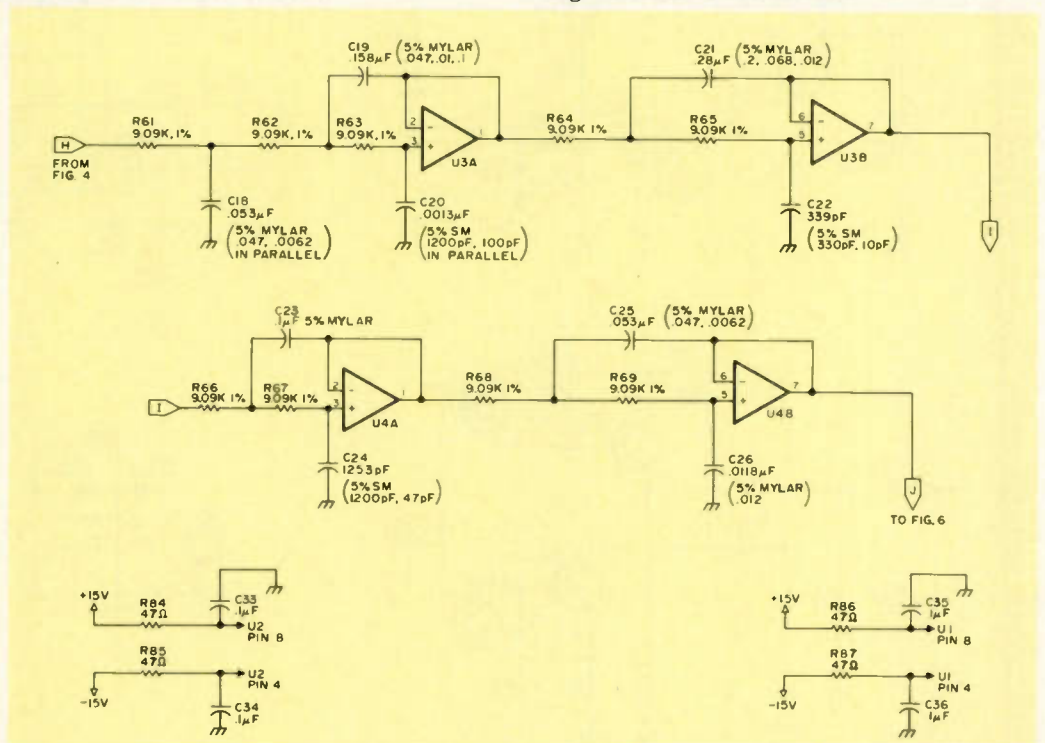 C19
.158µF
(5% MYLAR
.047,.01,.1)
C21
.28µF
(5% MYLAR
.2, .068, .012)
R61
9.09K, 1%
R62
9.09K, 1%
R63
9.09K, 1%
R64
9.09K 1%
R65
9.09K 1%
H
FROM
FIG. 4
2
-
3
+
1
U3A
6
-
5
+
7
U3B
C18
.053µF
(5% MYLAR
.047, .0062
IN PARALLEL)
C20
.0013µF
(5% SM
1200pF, 100pF
IN PARALLEL)
C22
339pF
(5% SM
330pF, 10pF)
I
C23
.1µF 5% MYLAR
C25
.053µF
(5% MYLAR
.047, .0062)
R66
9.09K 1%
R67
9.09K 1%
R68
9.09K 1%
R69
9.09K 1%
I
2
-
3
+
1
U4A
6
-
5
+
7
U4B
C24
1253pF
(5% SM
1200pF, 47pF)
C26
.0118µF
(5% MYLAR
.012)
J
TO FIG. 6
+15V
R84
47Ω
C33
.1µF
U2
PIN 8
R85
47Ω
-15V
U2
PIN 4
C34
.1µF
+15V
R86
47Ω
C35
1µF
U1
PIN 8
R87
47Ω
-15V
U1
PIN 4
C36
1µF